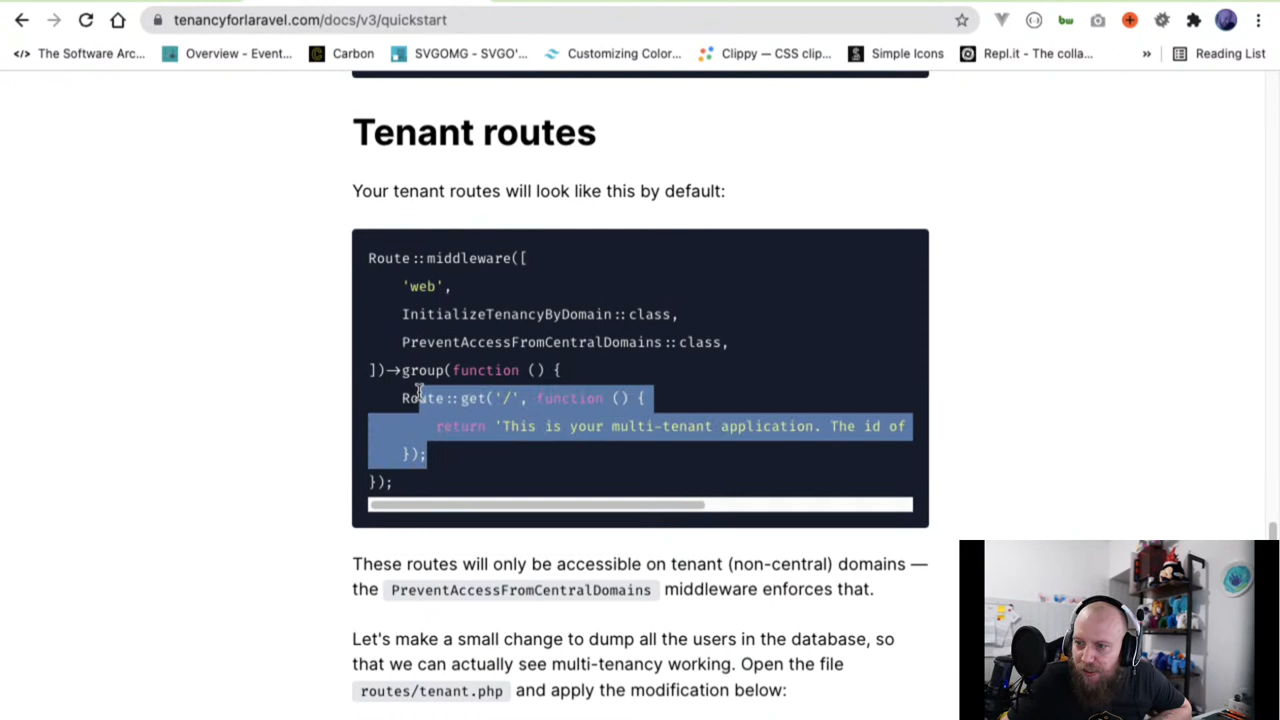 tenancyforlaravel.com/docs/v3/quickstart
The Software Arc... Overview - Event... Carbon SVGOMG - SVGO'... Customizing Color... Clippy — CSS clip... Simple Icons Repl.it - The colla... » Reading List
Tenant routes
Your tenant routes will look like this by default:
Route::middleware([
'web',
InitializeTenancyByDomain::class,
PreventAccessFromCentralDomains::class,
])->group(function () {
Route::get('/', function () {
return 'This is your multi-tenant application. The id of
});
});
These routes will only be accessible on tenant (non-central) domains —
the PreventAccessFromCentralDomains middleware enforces that.
Let's make a small change to dump all the users in the database, so
that we can actually see multi-tenancy working. Open the file
routes/tenant.php and apply the modification below: